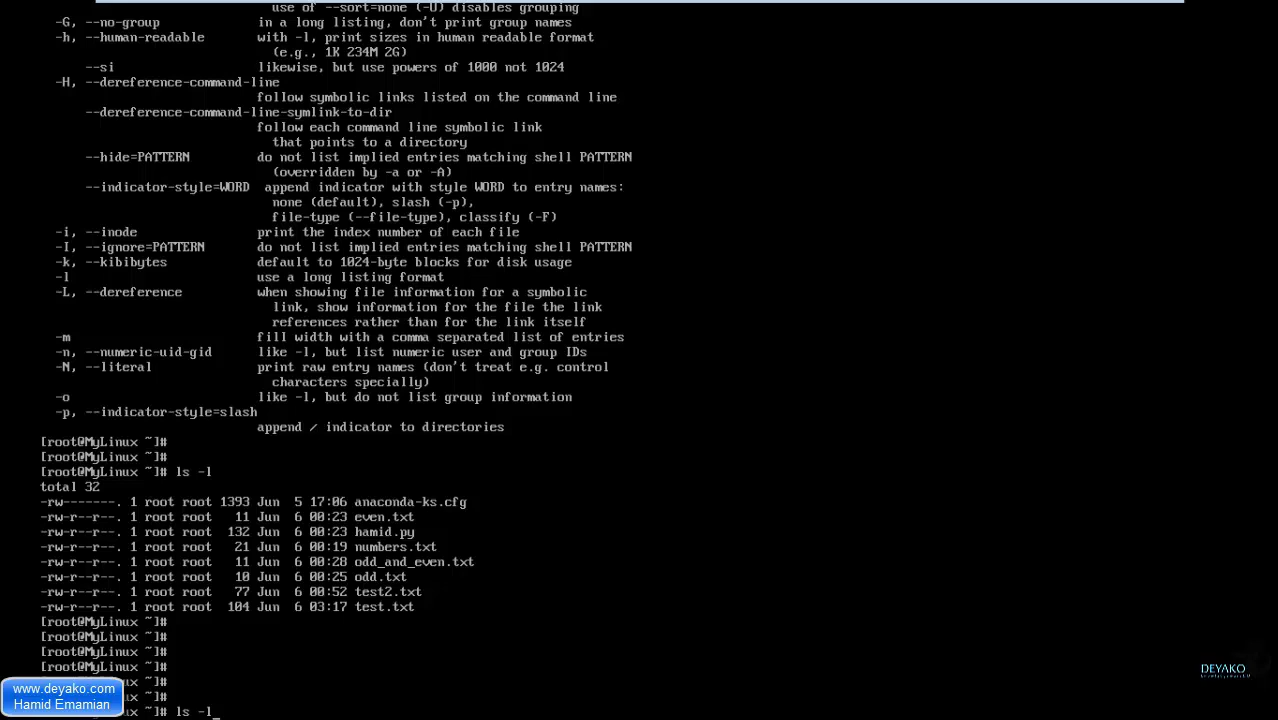 use of --sort=none (-U) disables grouping
-G, --no-group in a long listing, don't print group names
-h, --human-readable with -l, print sizes in human readable format
(e.g., 1K 234M 2G)
--si likewise, but use powers of 1000 not 1024
-H, --dereference-command-line
follow symbolic links listed on the command line
--dereference-command-line-symlink-to-dir
follow each command line symbolic link
that points to a directory
--hide=PATTERN do not list implied entries matching shell PATTERN
(overridden by -a or -A)
--indicator-style=WORD append indicator with style WORD to entry names:
none (default), slash (-p),
file-type (--file-type), classify (-F)
-i, --inode print the index number of each file
-I, --ignore=PATTERN do not list implied entries matching shell PATTERN
-k, --kibibytes default to 1024-byte blocks for disk usage
-l use a long listing format
-L, --dereference when showing file information for a symbolic
link, show information for the file the link
references rather than for the link itself
-m fill width with a comma separated list of entries
-n, --numeric-uid-gid like -l, but list numeric user and group IDs
-N, --literal print raw entry names (don't treat e.g. control
characters specially)
-o like -l, but do not list group information
-p, --indicator-style=slash
append / indicator to directories
[root@MyLinux ~]#
[root@MyLinux ~]#
[root@MyLinux ~]# ls -l
total 32
-rw-------. 1 root root 1393 Jun 5 17:06 anaconda-ks.cfg
-rw-r--r--. 1 root root 11 Jun 6 00:23 even.txt
-rw-r--r--. 1 root root 132 Jun 6 00:23 hamid.py
-rw-r--r--. 1 root root 21 Jun 6 00:19 numbers.txt
-rw-r--r--. 1 root root 11 Jun 6 00:28 odd_and_even.txt
-rw-r--r--. 1 root root 10 Jun 6 00:25 odd.txt
-rw-r--r--. 1 root root 77 Jun 6 00:52 test2.txt
-rw-r--r--. 1 root root 104 Jun 6 03:17 test.txt
[root@MyLinux ~]#
[root@MyLinux ~]#
[root@MyLinux ~]#
[root@MyLinux ~]#
nux ~]#
nux ~]#
nux ~]# ls -l_
www.deyako.com
Hamid Emamian
DEYAKO